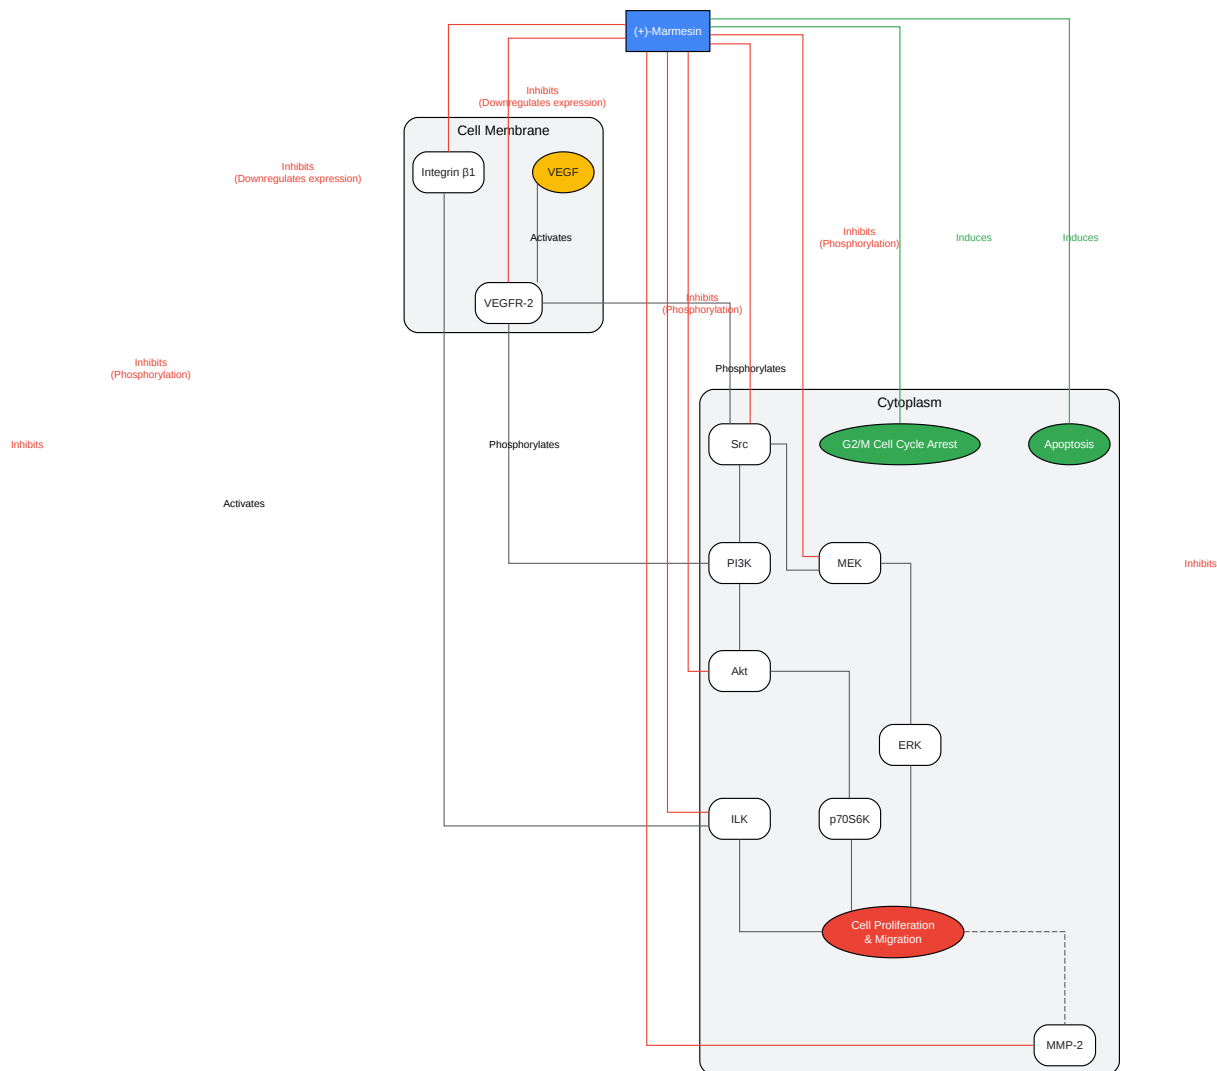 (+)-Marmesin
Inhibits
(Downregulates expression)
Cell Membrane
Inhibits
(Downregulates expression)
Integrin β1
VEGF
Activates
Inhibits
(Phosphorylation)
Induces
Induces
VEGFR-2
Inhibits
(Phosphorylation)
Inhibits
(Phosphorylation)
Phosphorylates
Cytoplasm
Inhibits
Phosphorylates
Src
G2/M Cell Cycle Arrest
Apoptosis
Activates
PI3K
MEK
Inhibits
Akt
ERK
ILK
p70S6K
Cell Proliferation
& Migration
MMP-2